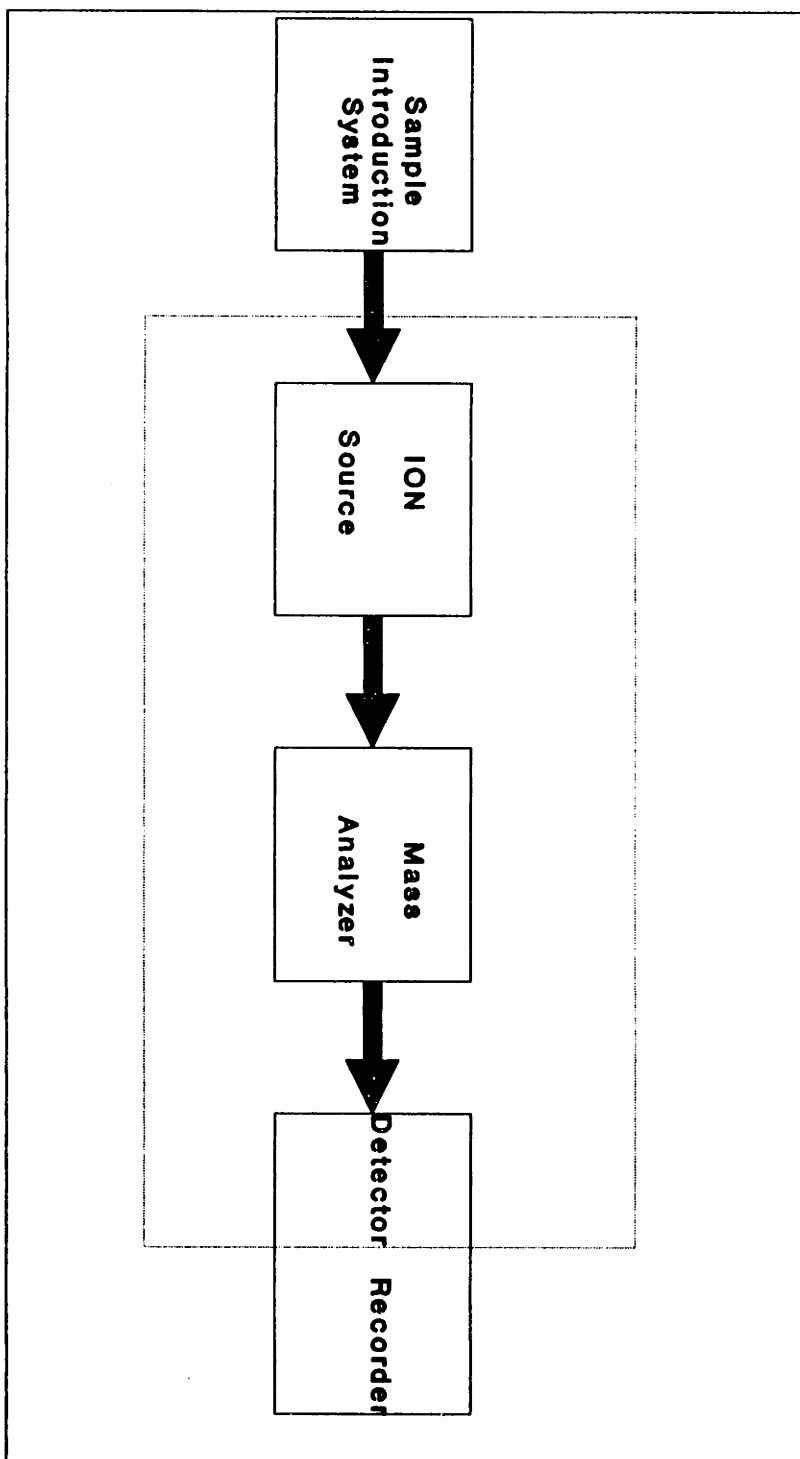 Sample
Introduction
System
ION
Source
Mass
Analyzer
Detector Recorder